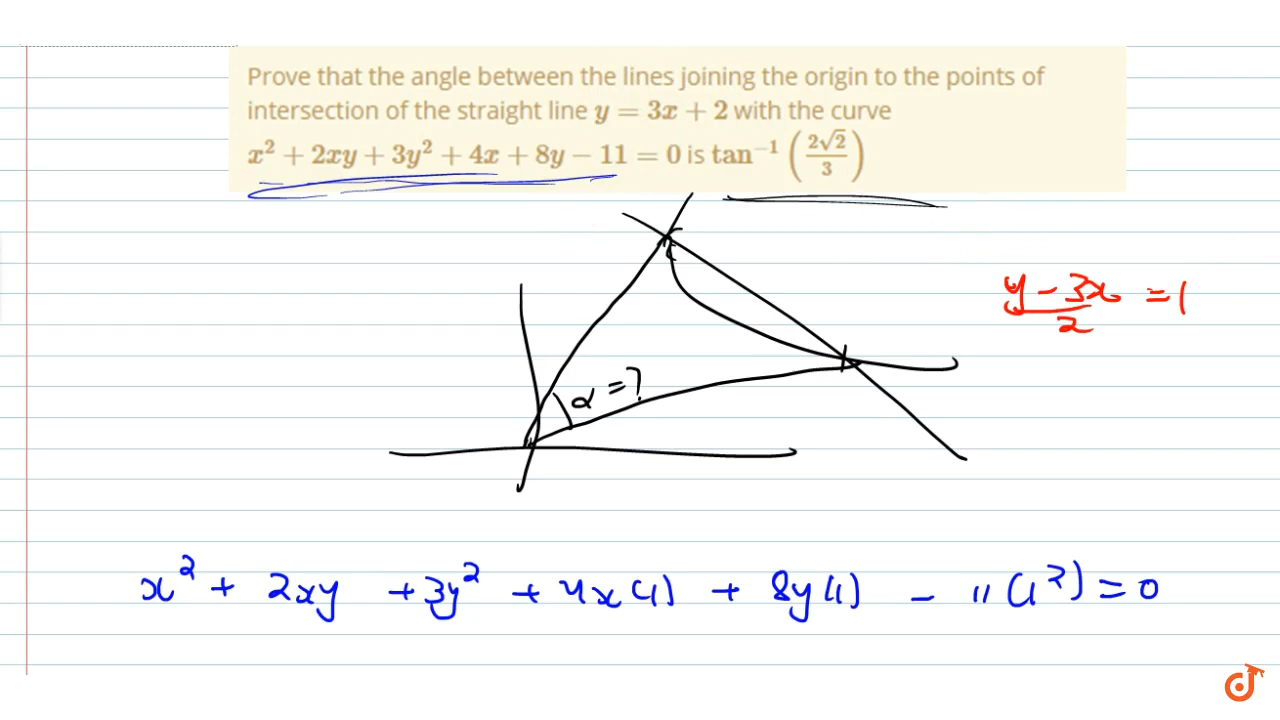 Prove that the angle between the lines joining the origin to the points of
intersection of the straight line y = 3x + 2 with the curve
x² + 2xy + 3y² + 4x + 8y − 11 = 0 is tan⁻¹ (2√2/3)
(y − 3x)/2 = 1
α = ?
x² + 2xy + 3y² + 4x(1) + 8y(1) − 11(1²) = 0